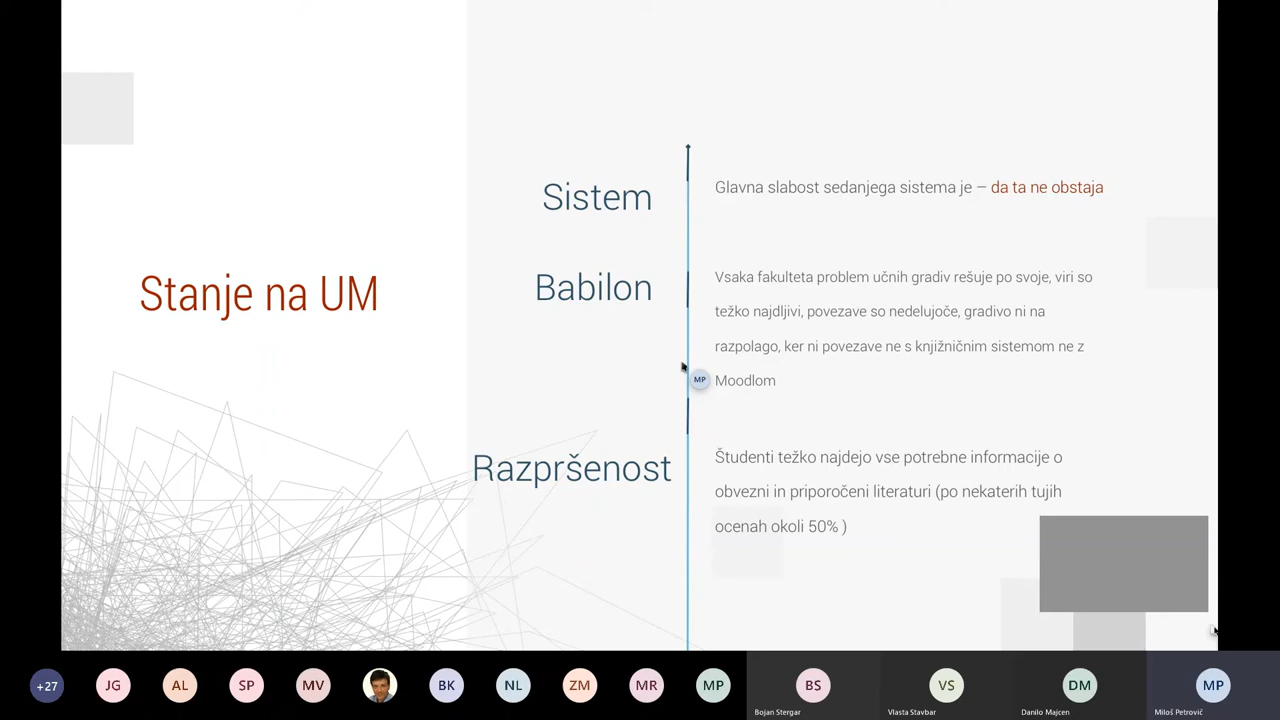 Stanje na UM
Sistem
Glavna slabost sedanjega sistema je – da ta ne obstaja
Babilon
Vsaka fakulteta problem učnih gradiv rešuje po svoje, viri so
težko najdljivi, povezave so nedelujoče, gradivo ni na
razpolago, ker ni povezave ne s knjižničnim sistemom ne z
MP
Moodlom
Razpršenost
Študenti težko najdejo vse potrebne informacije o
obvezni in priporočeni literaturi (po nekaterih tujih
ocenah okoli 50% )
+27
JG
AL
SP
MV
BK
NL
ZM
MR
MP
BS
Bojan Stergar
VS
Vlasta Stavbar
DM
Danilo Majcen
MP
Miloš Petrovič